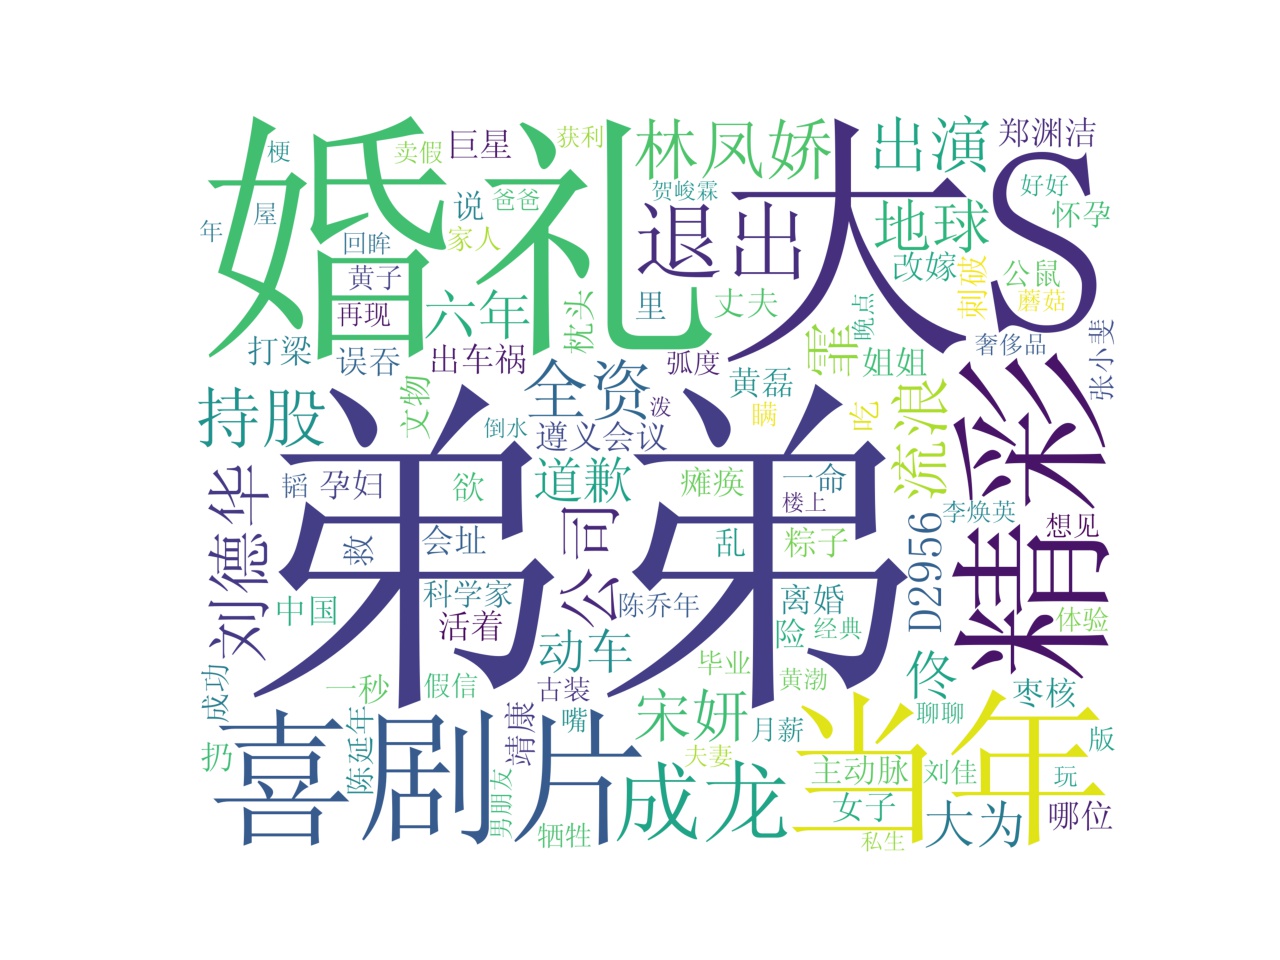 婚礼
弟弟
大S
精彩
喜剧片
当年
林凤娇
退出
出演
地球
郑渊洁
巨星
卖假
获利
梗
屋
年
说
爸爸
家人
回眸
黄子
再现
贺峻霖
好好
怀孕
改嫁
刺破
公鼠
蘑菇
六年
枕头
里
丈夫
晚点
霏
姐姐
奢侈品
张小斐
打梁
误吞
出车祸
弧度
黄磊
持股
文物
全资
泼
倒水
遵义会议
瞒
吃
流浪
刘德华
韬
孕妇
欲
道歉
瘫痪
一命
楼上
救
会址
公司
乱
粽子
D2956
李焕英
想见
中国
科学家
活着
陈乔年
离婚
险
经典
体验
动车
佟
成功
一秒
假信
古装
毕业
黄渤
枣核
扔
陈延年
靖康
嘴
宋妍
月薪
聊聊
版
夫妻
主动脉
刘佳
玩
男朋友
牺牲
成龙
女子
大为
哪位
私生